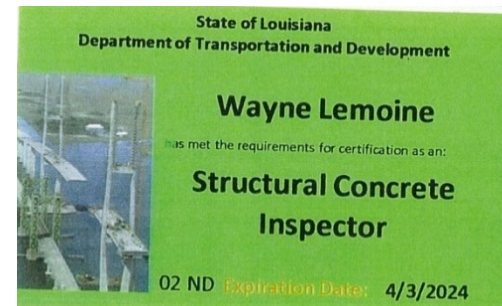 State of Louisiana
Department of Transportation and Development
Wayne Lemoine
has met the requirements for certification as an:
Structural Concrete
Inspector
02 ND Expiration Date: 4/3/2024